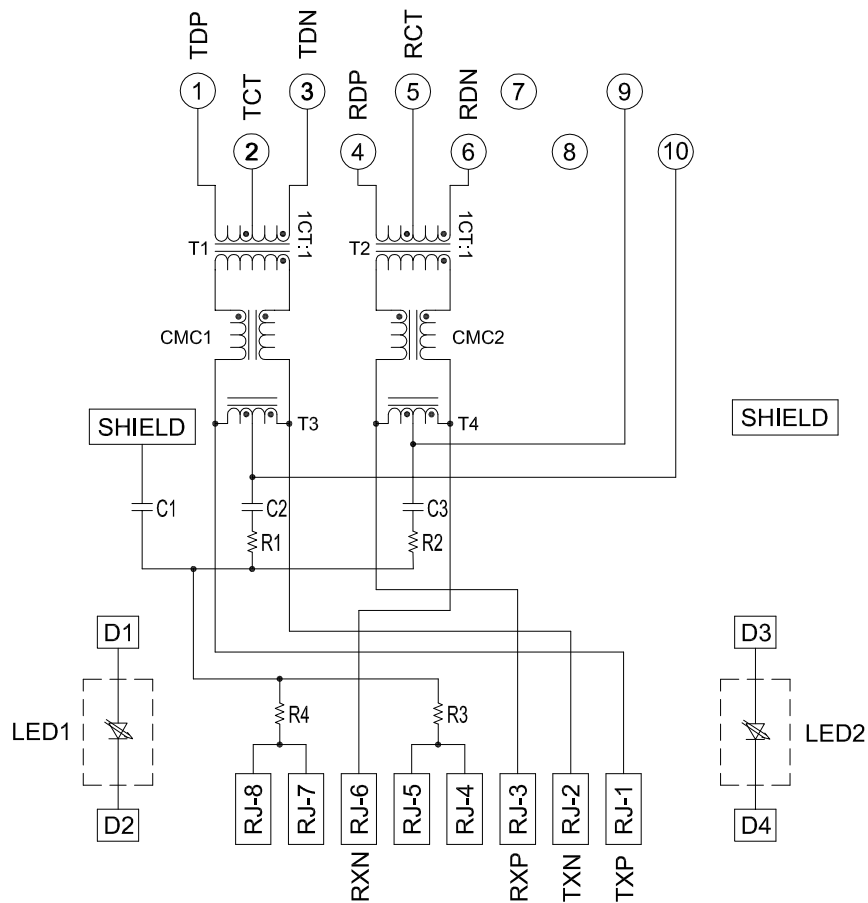 TDP
TDN
RCT
1
TCT
3
RDP
5
RDN
7
9
2
4
6
8
10
T1
1CT:1
T2
1CT:1
CMC1
CMC2
SHIELD
T3
T4
SHIELD
C1
C2
C3
R1
R2
D1
D3
LED1
R4
R3
LED2
D2
RJ-8
RJ-7
RJ-6
RJ-5
RJ-4
RJ-3
RJ-2
RJ-1
D4
RXN
RXP
TXN
TXP